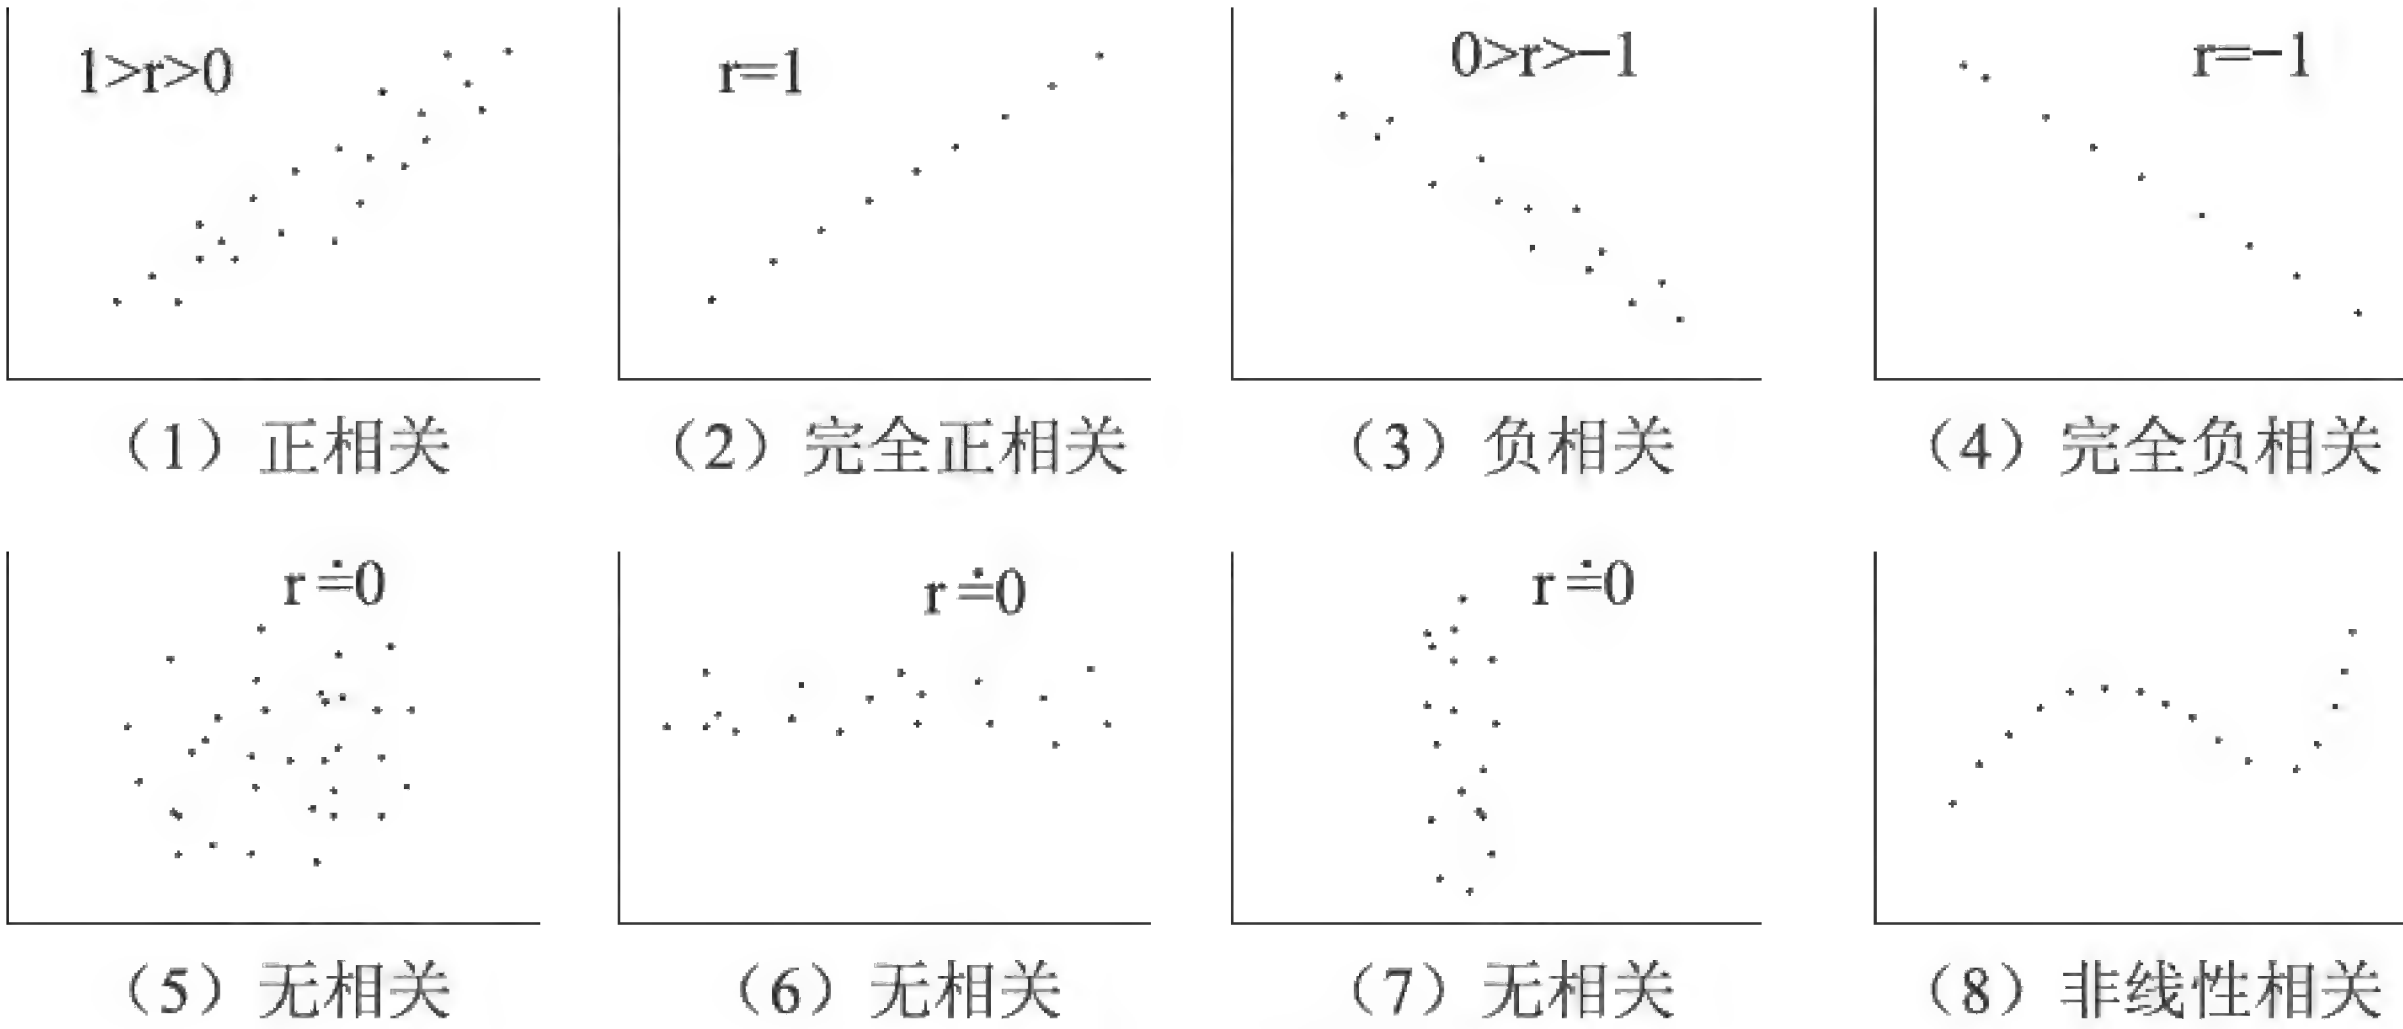 1>r>0
r=1
0>r>−1
r=−1
（1）正相关
（2）完全正相关
（3）负相关
（4）完全负相关
r≐0
r≐0
r≐0
（5）无相关
（6）无相关
（7）无相关
（8）非线性相关